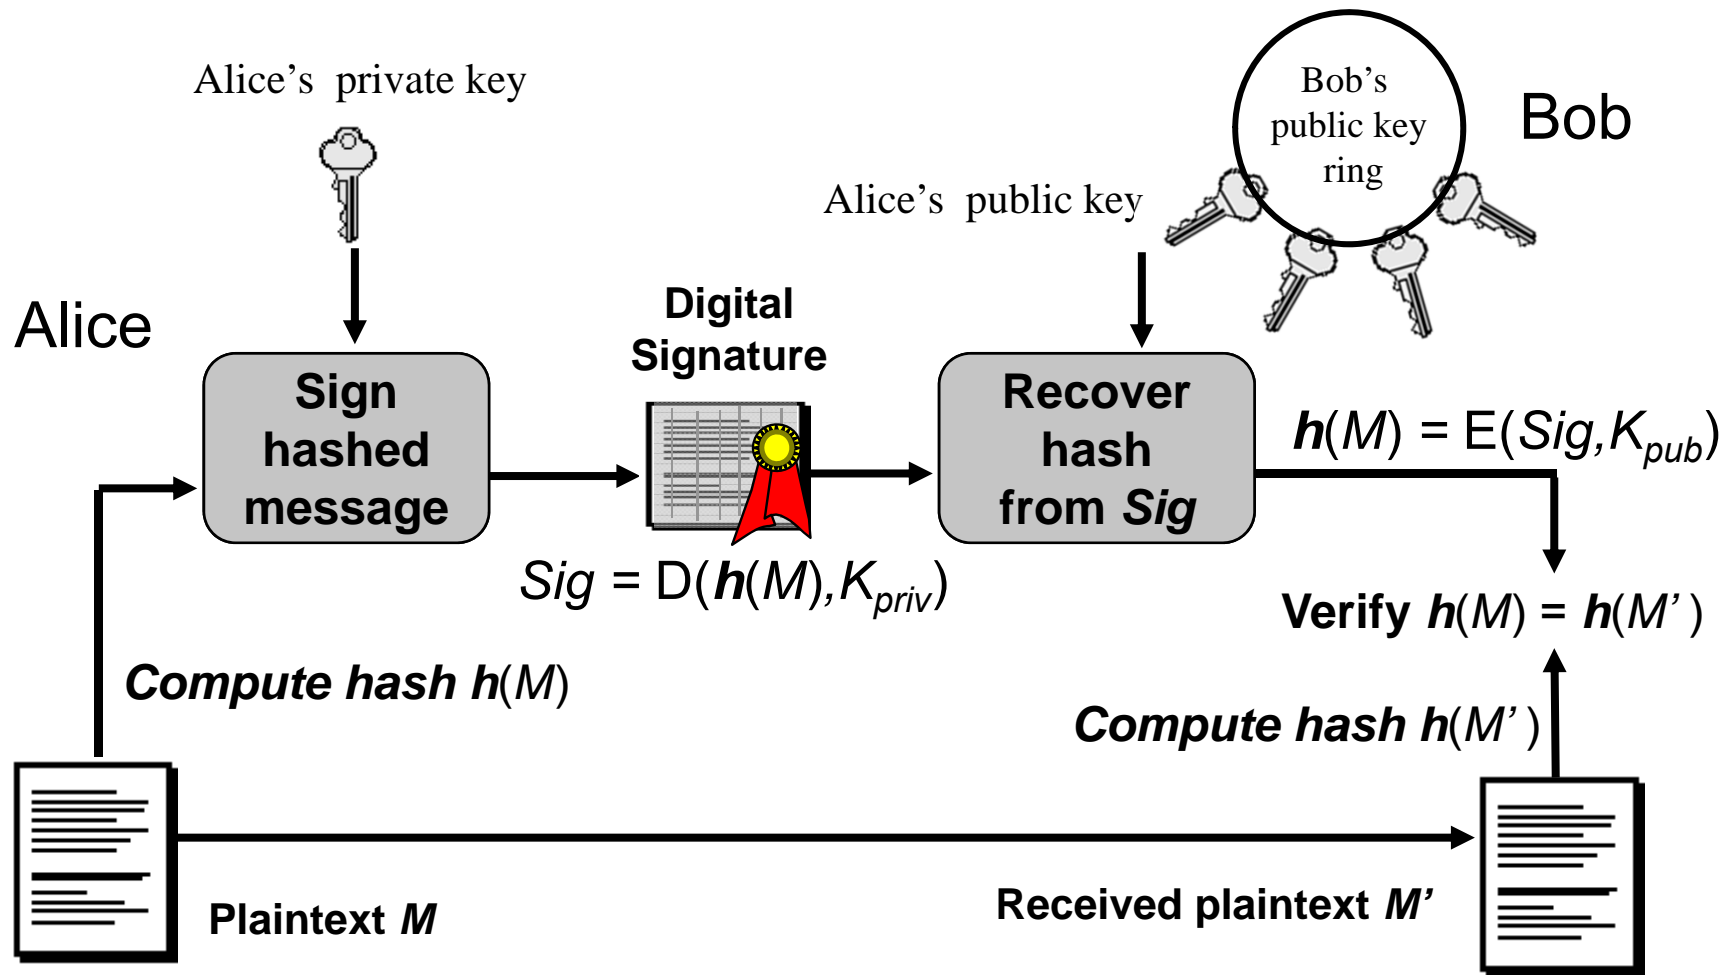 Alice's  private key
Bob's
public key
ring
Bob
Alice's  public key
Alice
Digital
Signature
Sign
hashed
message
Recover
hash
from Sig
h(M) = E(Sig,Kpub)
Sig = D(h(M),Kpriv)
Verify h(M) = h(M’ )
Compute hash h(M)
Compute hash h(M’ )
Plaintext M
Received plaintext M’